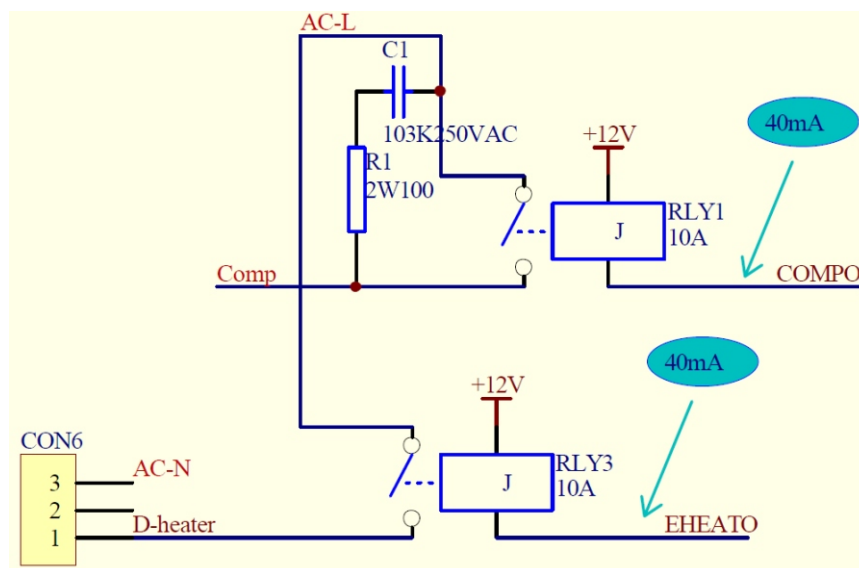 AC-L
C1
103K250VAC
R1
2W100
+12V
40mA
RLY1
10A
J
Comp
COMPO
40mA
+12V
CON6
RLY3
10A
J
3
AC-N
2
1
D-heater
EHEATO